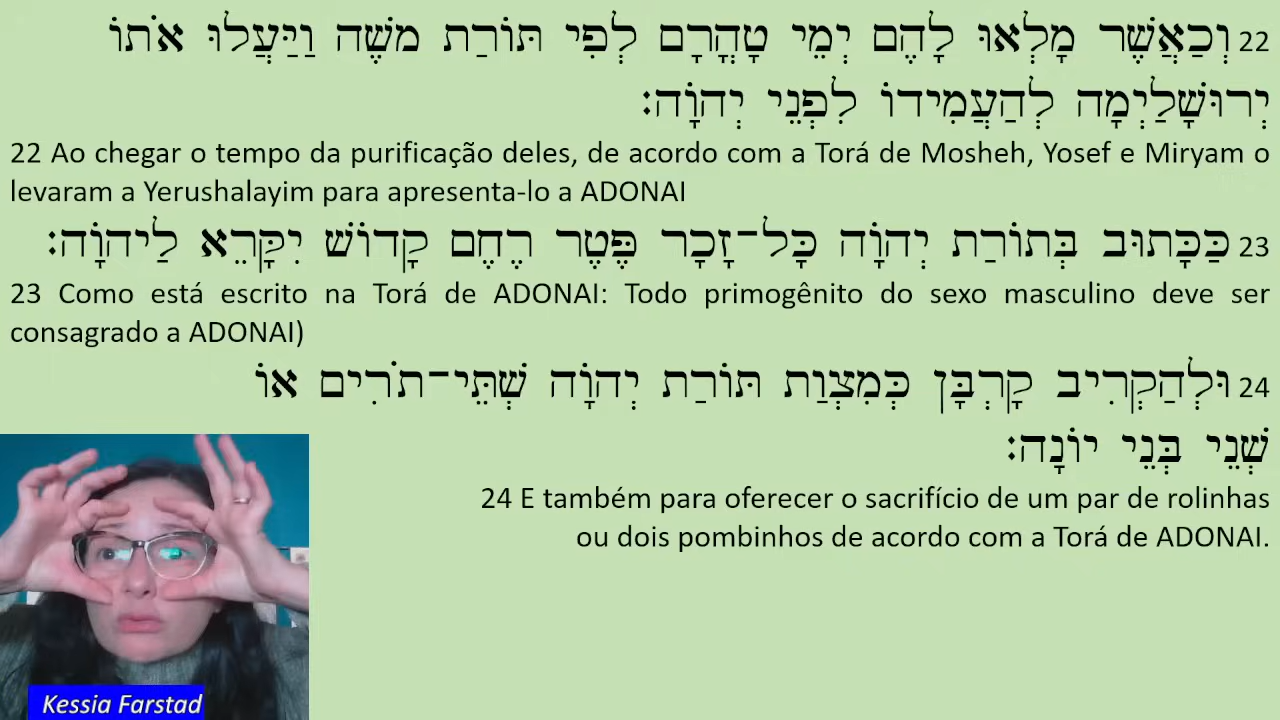 22 וְכַאֲשֶׁר מָלְאוּ לָהֶם יְמֵי טָהֳרָם לְפִי תּוֹרַת מֹשֶׁה וַיַּעֲלוּ אֹתוֹ
יְרוּשָׁלַיְמָה לְהַעֲמִידוֹ לִפְנֵי יְהוָֹה׃
22 Ao chegar o tempo da purificação deles, de acordo com a Torá de Mosheh, Yosef e Miryam o
levaram a Yerushalayim para apresenta-lo a ADONAI
23 כַּכָּתוּב בְּתוֹרַת יְהוָֹה כָּל־זָכָר פֶּטֶר רֶחֶם קָדוֹשׁ יִקָּרֵא לַיהוָֹה׃
23 Como está escrito na Torá de ADONAI: Todo primogênito do sexo masculino deve ser
consagrado a ADONAI)
24 וּלְהַקְרִיב קָרְבָּן כְּמִצְוַת תּוֹרַת יְהוָֹה שְׁתֵּי־תֹרִים אוֹ
שְׁנֵי בְּנֵי יוֹנָה׃
24 E também para oferecer o sacrifício de um par de rolinhas
ou dois pombinhos de acordo com a Torá de ADONAI.
Kessia Farstad